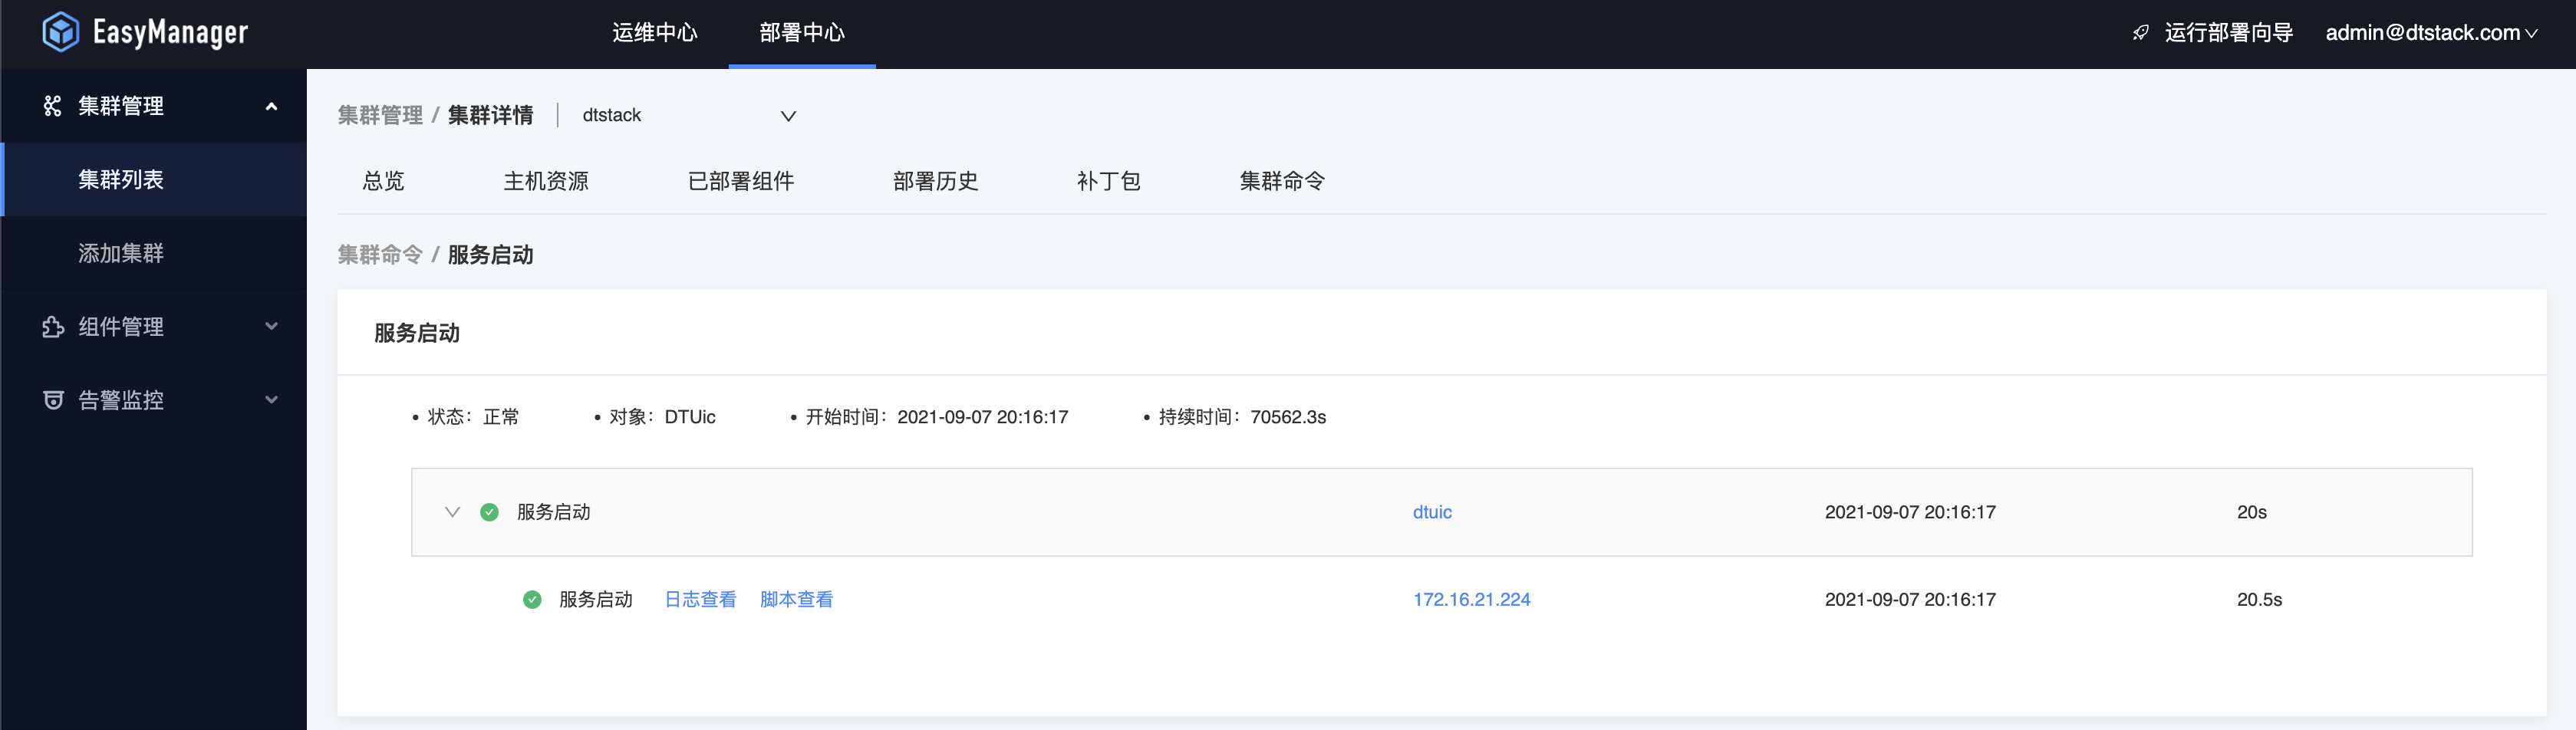 EasyManager
运维中心
部署中心
运行部署向导
admin@dtstack.com
集群管理
集群列表
添加集群
组件管理
告警监控
集群管理 / 集群详情
dtstack
总览
主机资源
已部署组件
部署历史
补丁包
集群命令
集群命令 / 服务启动
服务启动
• 状态：正常
• 对象：DTUic
• 开始时间：2021-09-07 20:16:17
• 持续时间：70562.3s
服务启动
dtuic
2021-09-07 20:16:17
20s
服务启动
日志查看
脚本查看
172.16.21.224
2021-09-07 20:16:17
20.5s